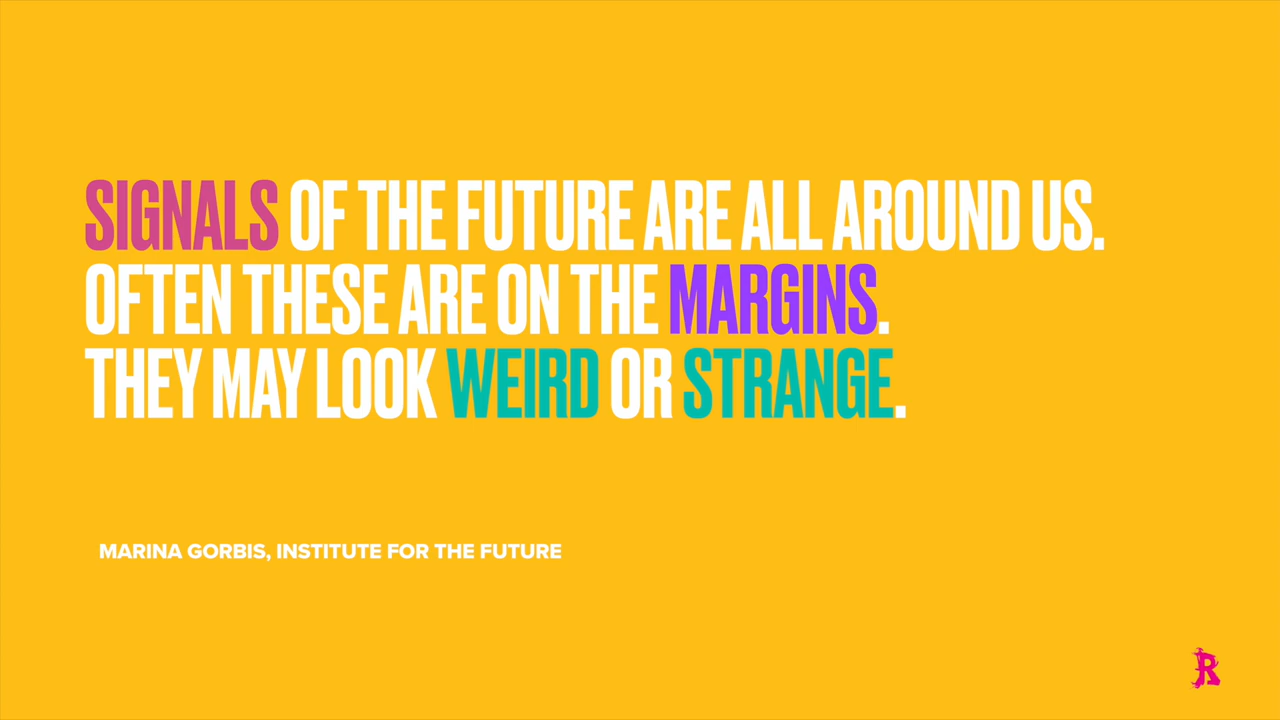 SIGNALS OF THE FUTURE ARE ALL AROUND US.
OFTEN THESE ARE ON THE MARGINS.
THEY MAY LOOK WEIRD OR STRANGE.
MARINA GORBIS, INSTITUTE FOR THE FUTURE
R